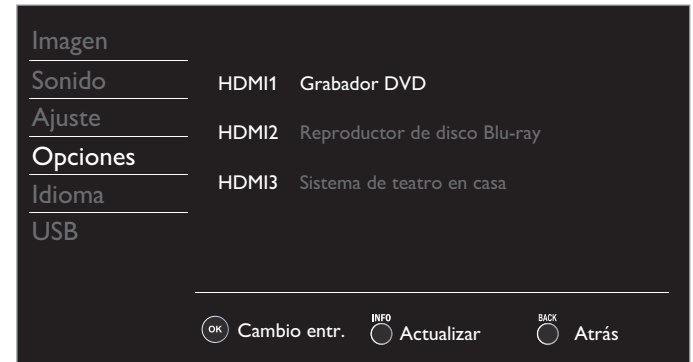 Imagen
Sonido
Ajuste
Opciones
Idioma
USB
HDMI1 Grabador DVD
HDMI2 Reproductor de disco Blu-ray
HDMI3 Sistema de teatro en casa
OK Cambio entr. INFO Actualizar BACK Atrás